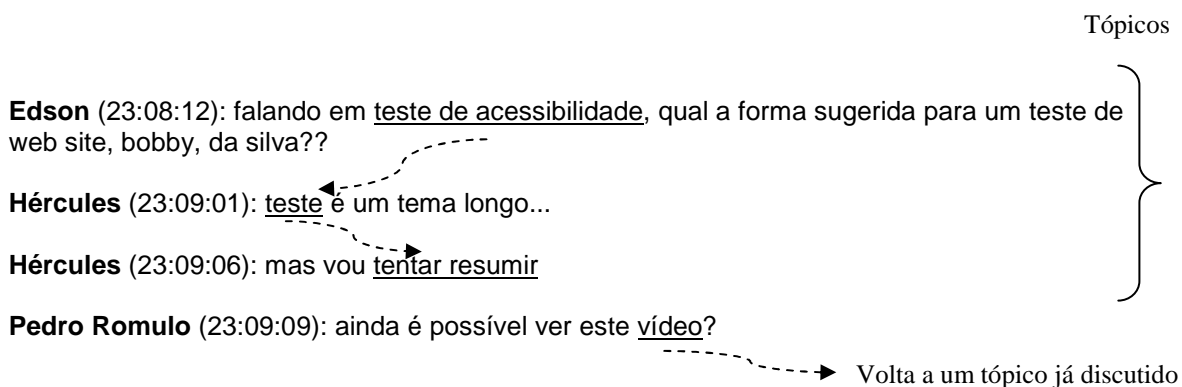 Tópicos
Edson (23:08:12): falando em teste de acessibilidade, qual a forma sugerida para um teste de
web site, bobby, da silva??
Hércules (23:09:01): teste é um tema longo...
Hércules (23:09:06): mas vou tentar resumir
Pedro Romulo (23:09:09): ainda é possível ver este vídeo?
Volta a um tópico já discutido